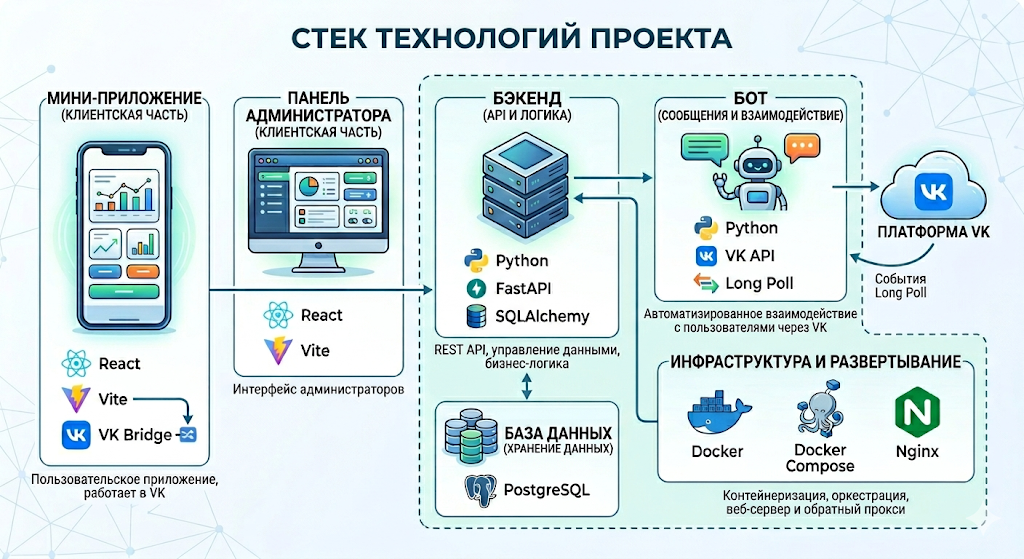 СТЕК ТЕХНОЛОГИЙ ПРОЕКТА
МИНИ-ПРИЛОЖЕНИЕ
(КЛИЕНТСКАЯ ЧАСТЬ)
React
Vite
VK Bridge
Пользовательское приложение,
работает в VK
ПАНЕЛЬ
АДМИНИСТРАТОРА
(КЛИЕНТСКАЯ ЧАСТЬ)
React
Vite
Интерфейс администраторов
БЭКЕНД
(API И ЛОГИКА)
Python
FastAPI
SQLAlchemy
REST API, управление данными,
бизнес-логика
БАЗА ДАННЫХ
(ХРАНЕНИЕ ДАННЫХ)
PostgreSQL
БОТ
(СООБЩЕНИЯ И ВЗАИМОДЕЙСТВИЕ)
Python
VK API
Long Poll
Автоматизированное взаимодействие
с пользователями через VK
ПЛАТФОРМА VK
События
Long Poll
ИНФРАСТРУКТУРА И РАЗВЕРТЫВАНИЕ
Docker
Docker
Compose
Nginx
Контейнеризация, оркестрация,
веб-сервер и обратный прокси